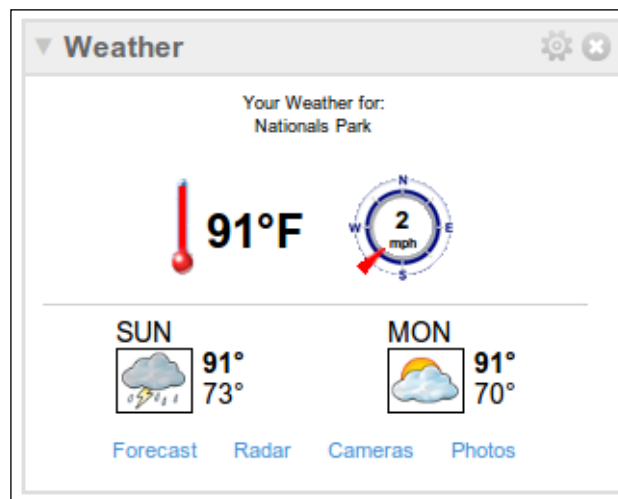 Weather
Your Weather for:
Nationals Park
91°F
N
W
2
E
mph
S
SUN
91°
73°
MON
91°
70°
Forecast Radar Cameras Photos